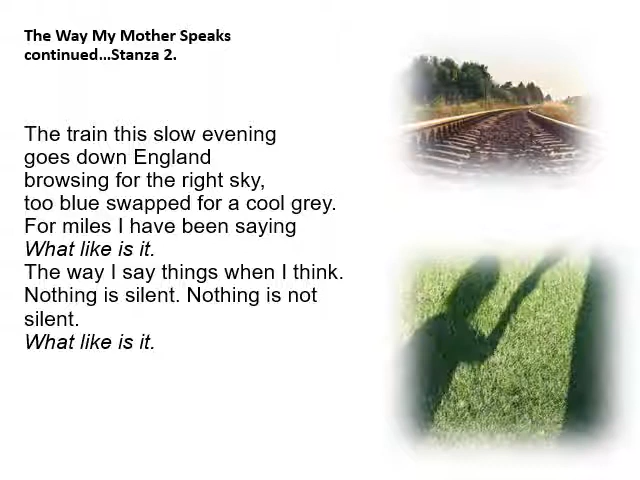 The Way My Mother Speaks
continued…Stanza 2.
The train this slow evening
goes down England
browsing for the right sky,
too blue swapped for a cool grey.
For miles I have been saying
What like is it.
The way I say things when I think.
Nothing is silent. Nothing is not
silent.
What like is it.